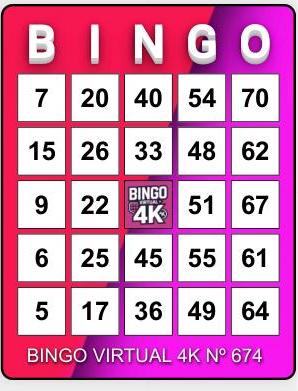 B I N G O
7 20 40 54 70
15 26 33 48 62
9 22 BINGO VIRTUAL 4K 51 67
6 25 45 55 61
5 17 36 49 64
BINGO VIRTUAL 4K Nº 674